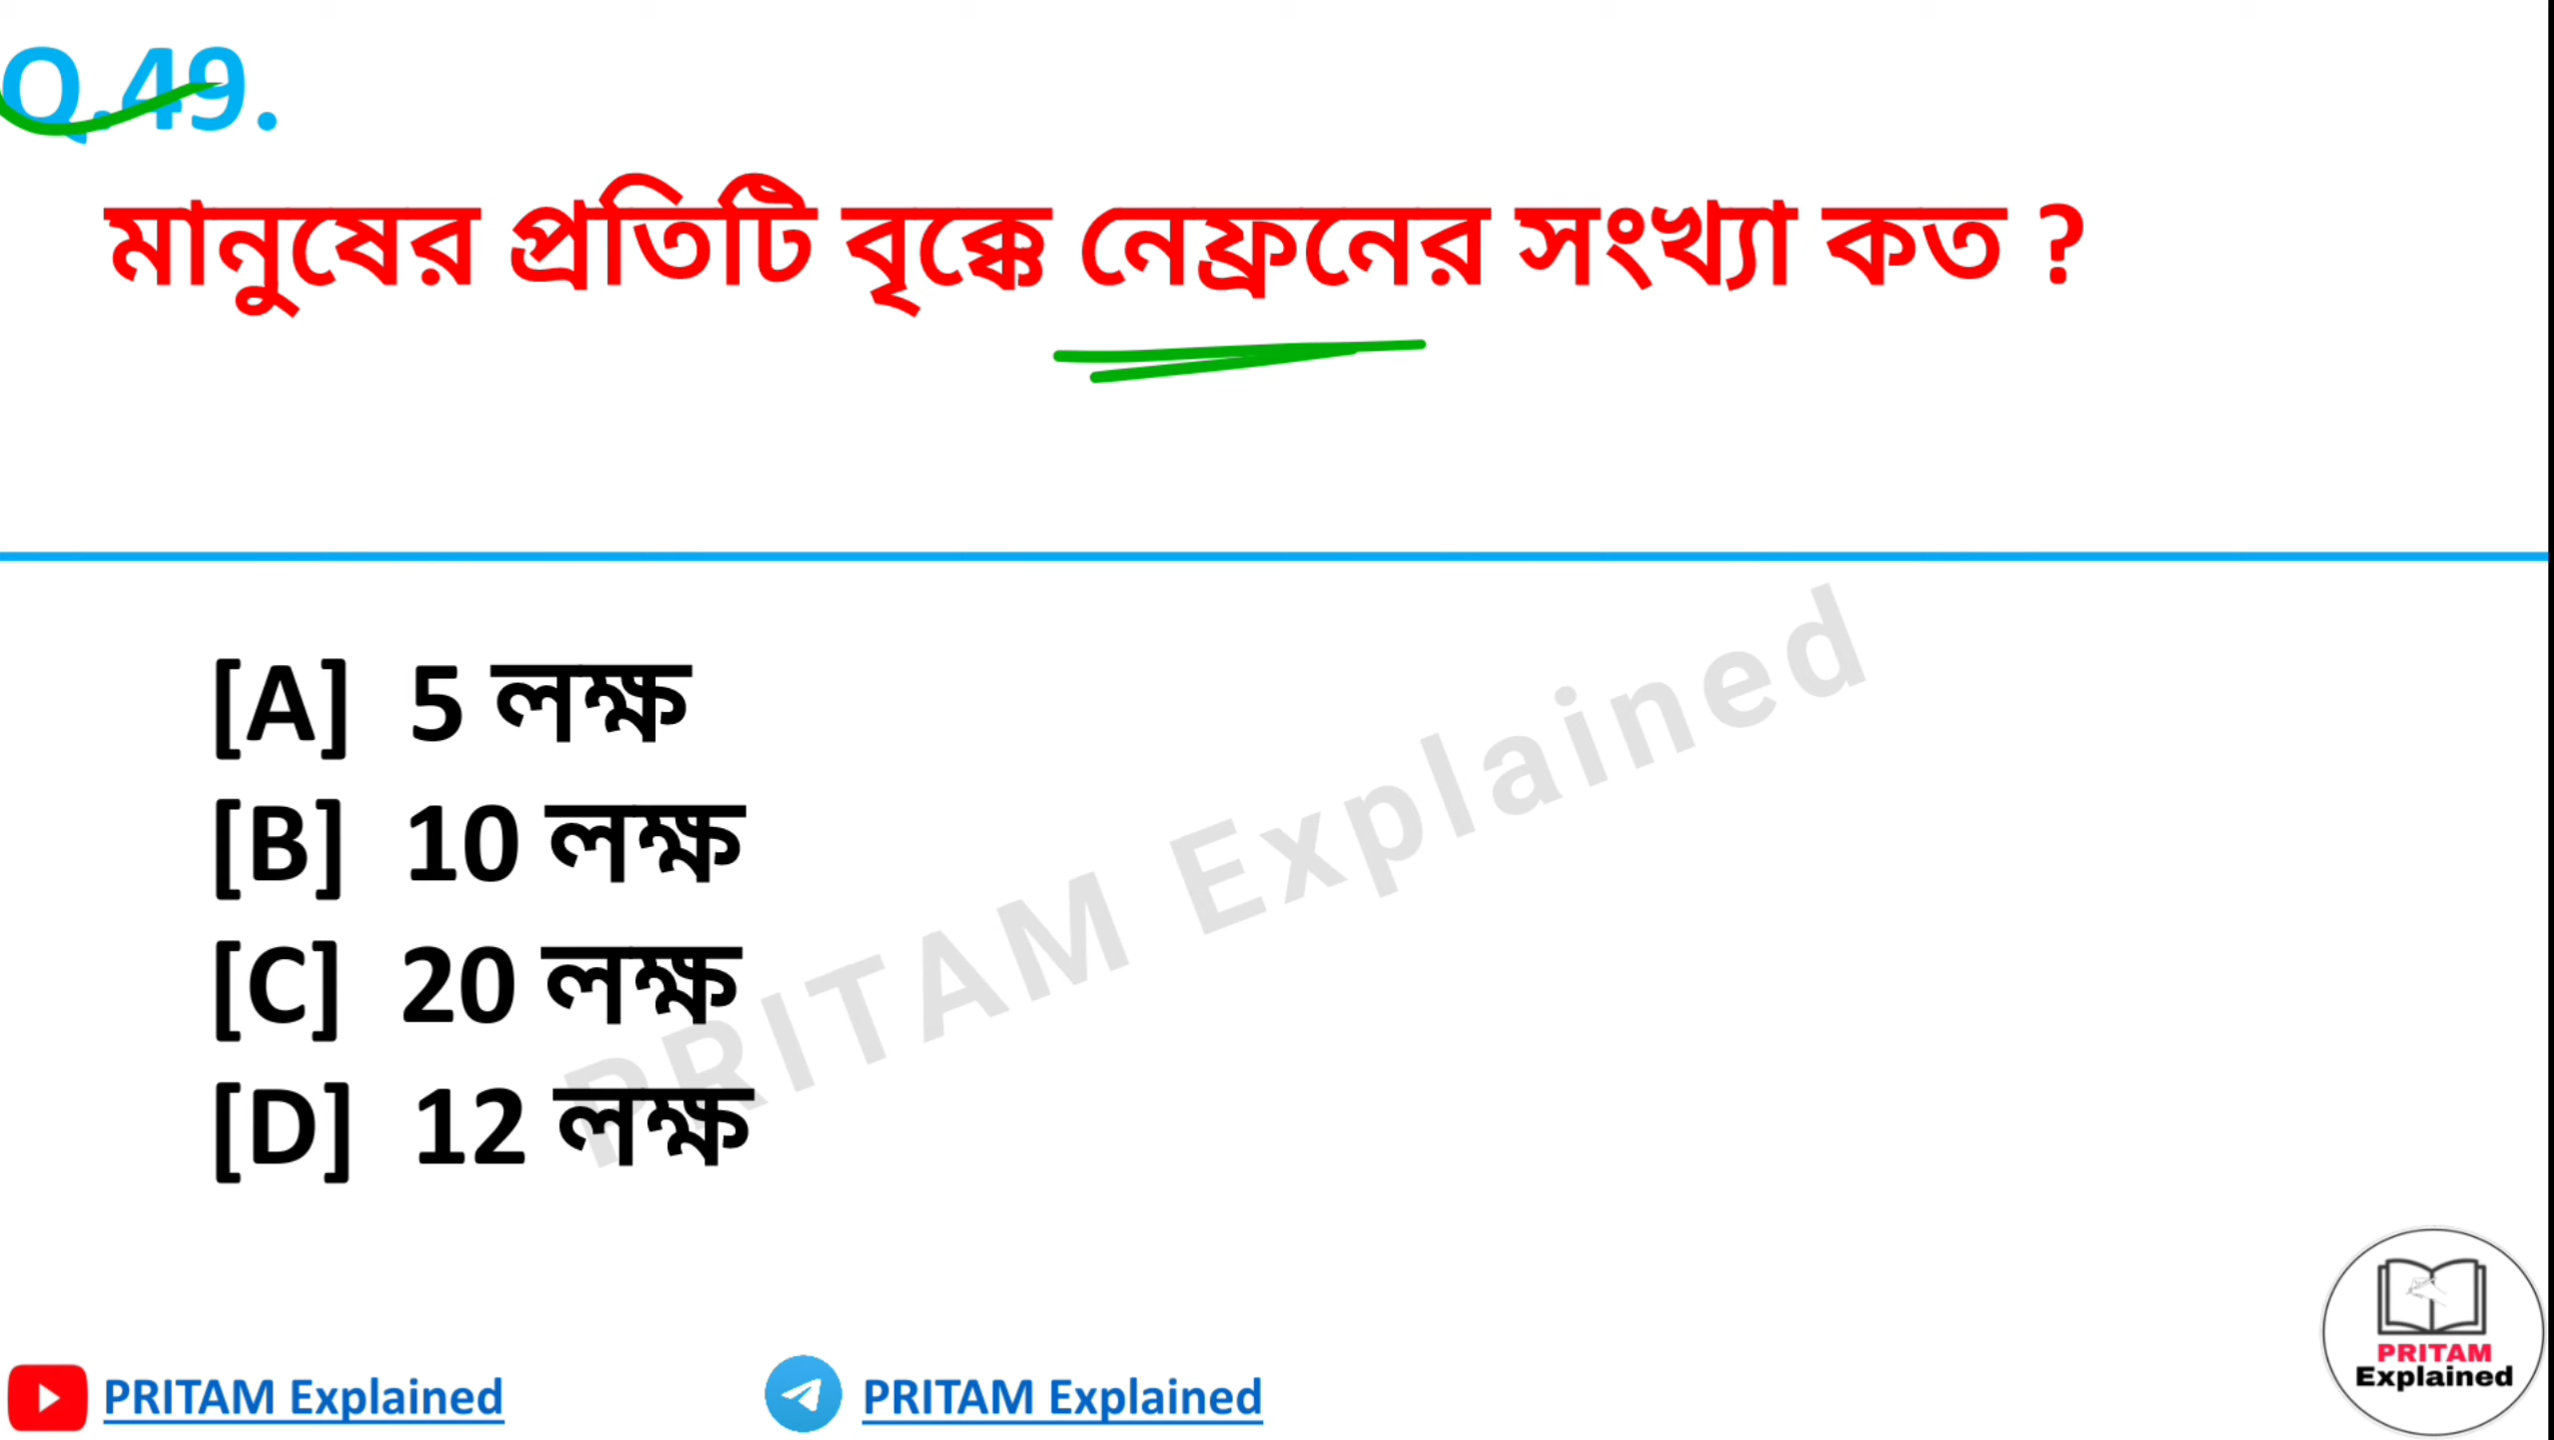 Q.49.
মানুষের প্রতিটি বৃক্কে নেফ্রনের সংখ্যা কত ?
[A] 5 লক্ষ
[B] 10 লক্ষ
[C] 20 লক্ষ
[D] 12 লক্ষ
PRITAM Explained
PRITAM Explained
PRITAM Explained
PRITAM
Explained